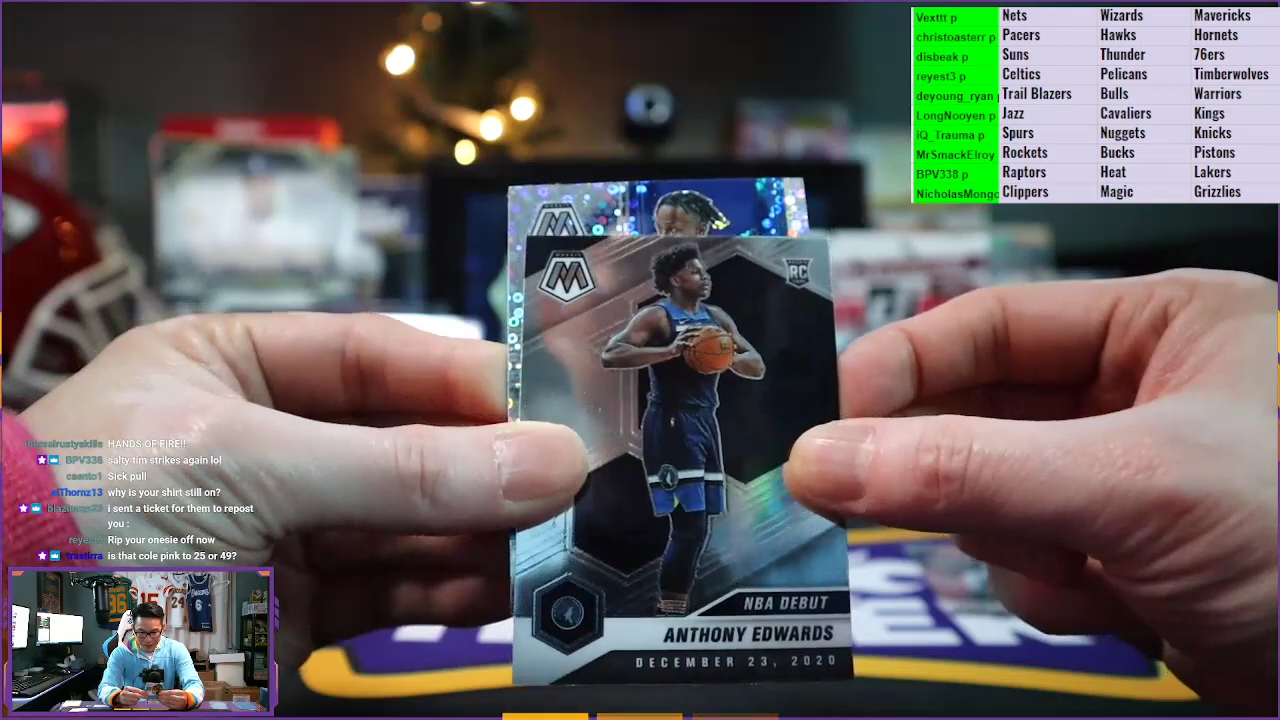 Vexttt p Nets Wizards Mavericks
christoasterr p Pacers Hawks Hornets
disbeak p Suns Thunder 76ers
reyest3 p Celtics Pelicans Timberwolves
deyoung_ryan Trail Blazers Bulls Warriors
LongNooyen p Jazz Cavaliers Kings
iQ_Trauma p Spurs Nuggets Knicks
MrSmackElroy Rockets Bucks Pistons
BPV338 p Raptors Heat Lakers
NicholasMongo Clippers Magic Grizzlies
RC
HANDS OF FIRE!!
BPV338 salty tim strikes again lol
Sick pull
xiThornz13 why is your shirt still on?
i sent a ticket for them to repost
you :
Rip your onesie off now
is that cole pink to 25 or 49?
NBA DEBUT
ANTHONY EDWARDS
DECEMBER 23, 2020